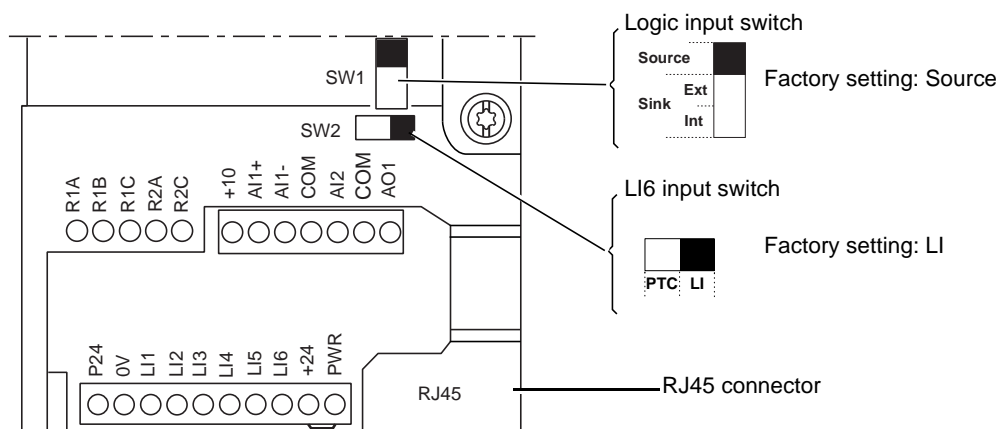 Logic input switch
Source
Sink
Ext
Int
Factory setting: Source
SW1
SW2
LI6 input switch
PTC LI
Factory setting: LI
R1A
R1B
R1C
R2A
R2C
+10
AI1+
AI1-
COM
AI2
COM
AO1
P24
0V
LI1
LI2
LI3
LI4
LI5
LI6
+24
PWR
RJ45
RJ45 connector